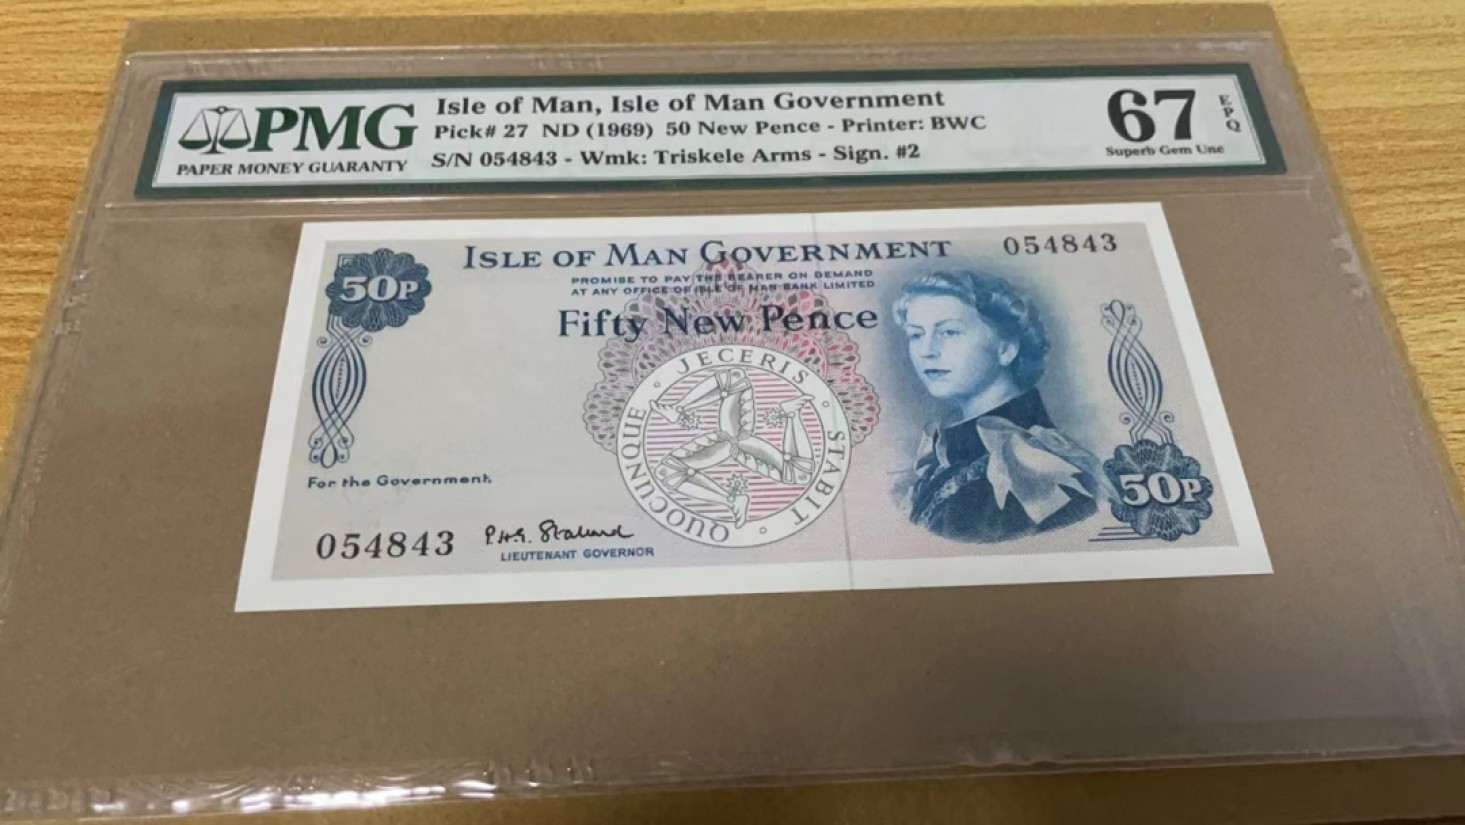 PMG
PAPER MONEY GUARANTY
Isle of Man, Isle of Man Government
Pick# 27 ND (1969) 50 New Pence - Printer: BWC
S/N 054843 - Wmk: Triskele Arms - Sign. #2
67
EPQ
Superb Gem Unc
50P
ISLE OF MAN GOVERNMENT
054843
PROMISE TO PAY THE BEARER ON DEMAND
AT ANY OFFICE OF ISLE OF MAN BANK LIMITED
Fifty New Pence
QUOCUNQUE · JECERIS · STABIT
For the Government.
50P
054843
P.H.G. Stallard
LIEUTENANT GOVERNOR